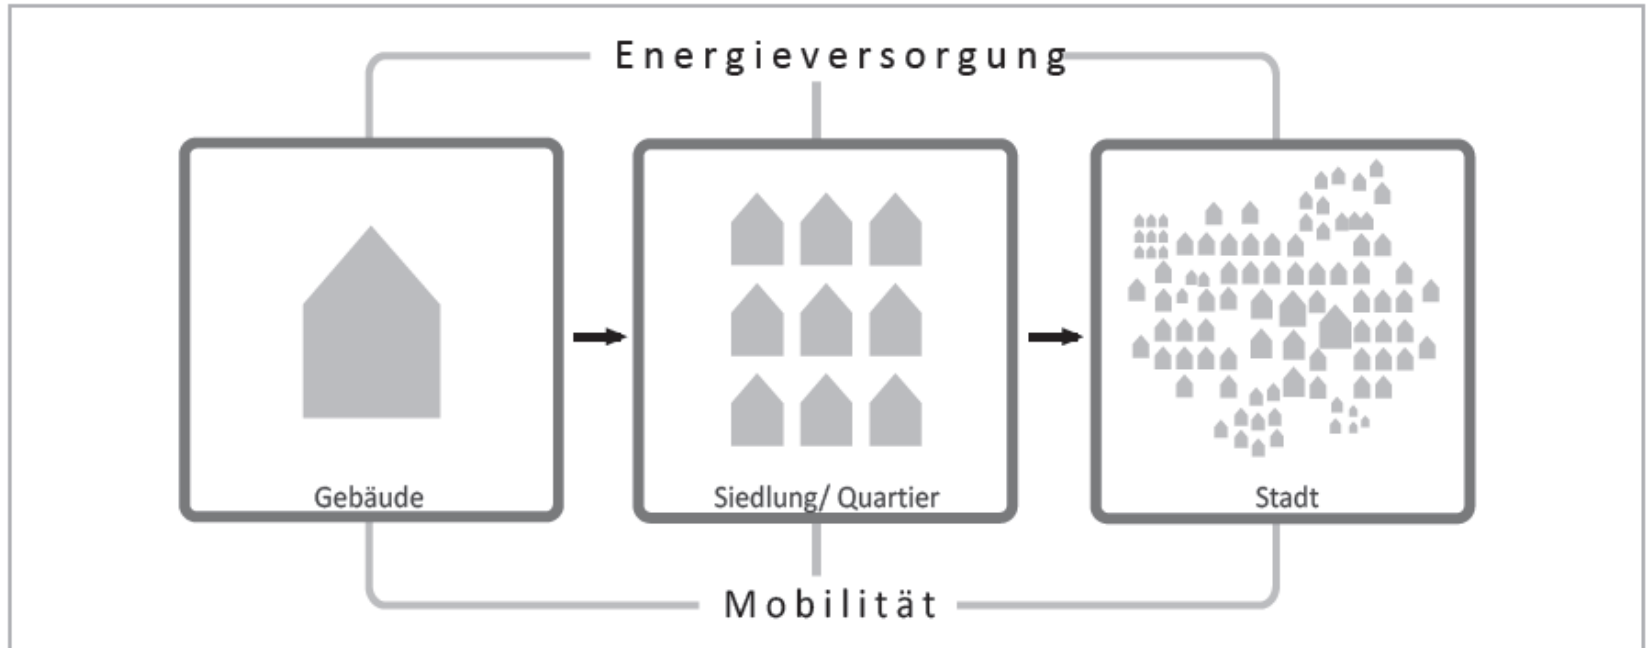 Energieversorgung
Gebäude
Siedlung/ Quartier
Stadt
Mobilität